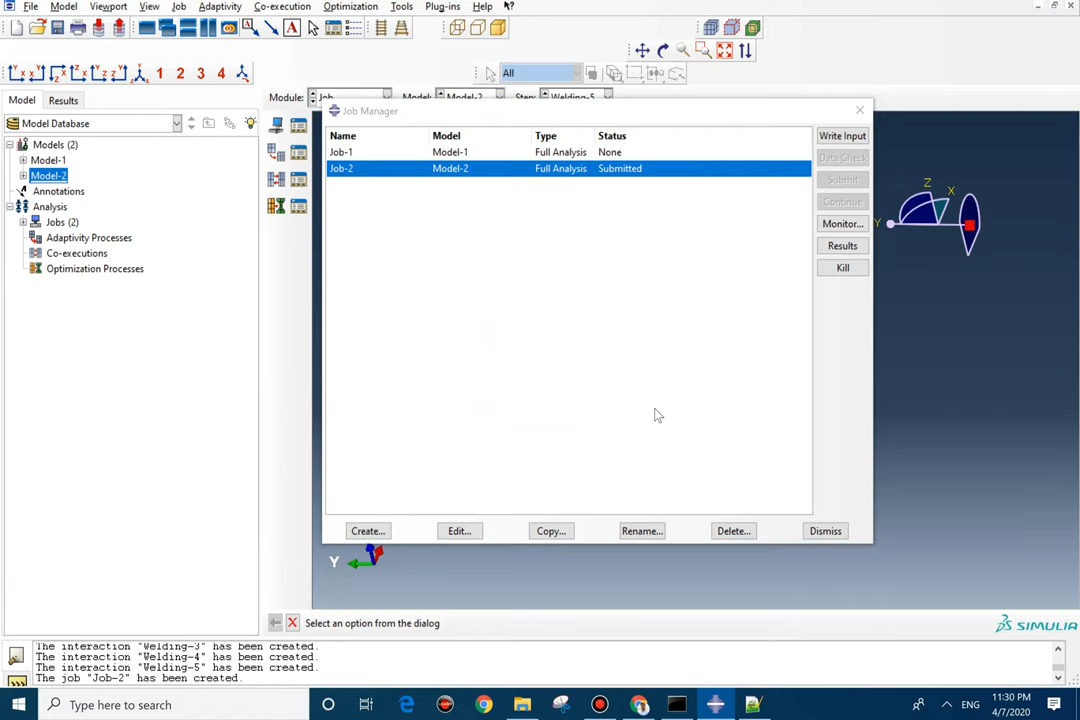 File Model Viewport View Job Adaptivity Co-execution Optimization Tools Plug-ins Help
A
All
1 2 3 4
Model Results Module: Job Model: Model-2 Step: Welding-5
Model Database
Models (2)
Model-1
Model-2
Annotations
Analysis
Jobs (2)
Adaptivity Processes
Co-executions
Optimization Processes
Job Manager
Name Model Type Status
Job-1 Model-1 Full Analysis None
Job-2 Model-2 Full Analysis Submitted
Write Input
Data Check
Submit
Continue
Monitor...
Results
Kill
Create... Edit... Copy... Rename... Delete... Dismiss
Z
X
Y
Y
Select an option from the dialog
SIMULIA
The interaction "Welding-3" has been created.
The interaction "Welding-4" has been created.
The interaction "Welding-5" has been created.
The job "Job-2" has been created.
Type here to search
ENG
11:30 PM
4/7/2020